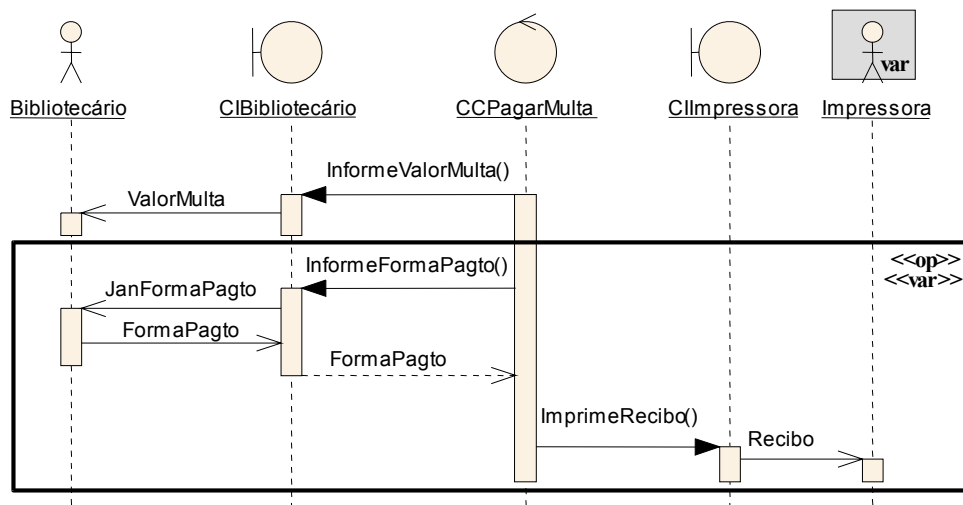 var
Bibliotecário
CIBibliotecário
CCPagarMulta
CIImpressora
Impressora
InformeValorMulta()
ValorMulta
<<op>>
<<var>>
InformeFormaPagto()
JanFormaPagto
FormaPagto
FormaPagto
ImprimeRecibo()
Recibo